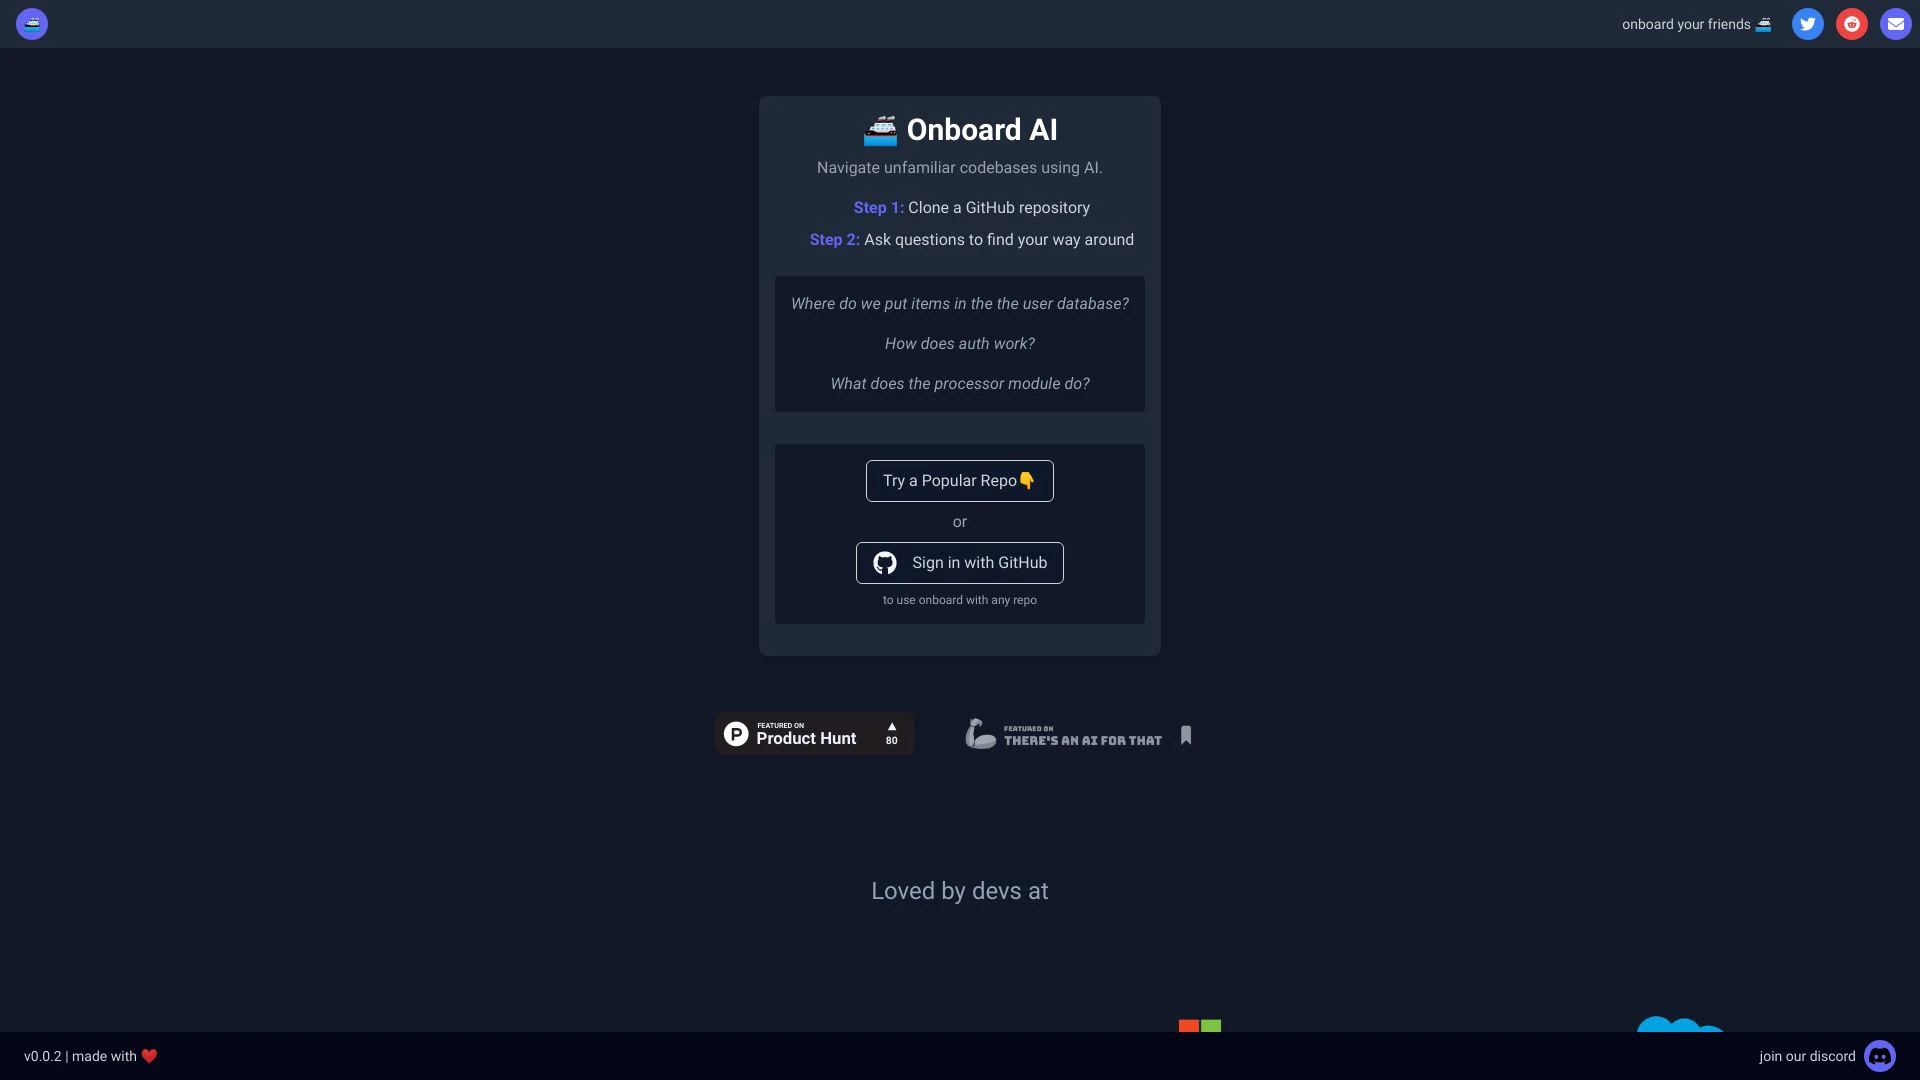 onboard your friends 🚢
🚢 Onboard AI
Navigate unfamiliar codebases using AI.
Step 1: Clone a GitHub repository
Step 2: Ask questions to find your way around
Where do we put items in the the user database?
How does auth work?
What does the processor module do?
Try a Popular Repo👇
or
Sign in with GitHub
to use onboard with any repo
P
FEATURED ON
Product Hunt
▲
80
FEATURED ON
THERE'S AN AI FOR THAT
Loved by devs at
v0.0.2 | made with ❤️
join our discord